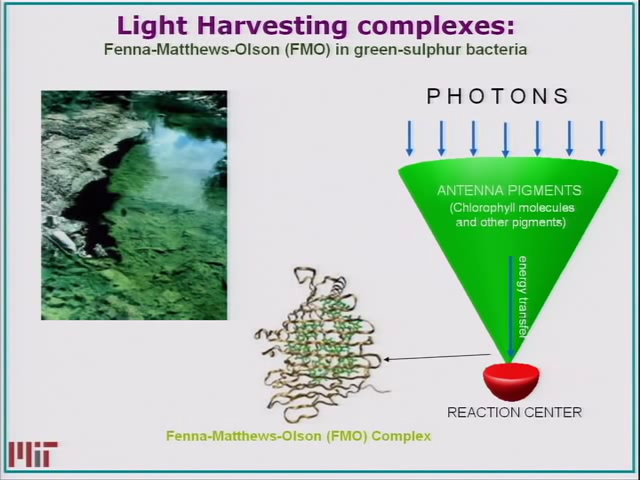 Light Harvesting complexes:
Fenna-Matthews-Olson (FMO) in green-sulphur bacteria
PHOTONS
ANTENNA PIGMENTS
(Chlorophyll molecules
and other pigments)
energy transfer
REACTION CENTER
Fenna-Matthews-Olson (FMO) Complex
MIT